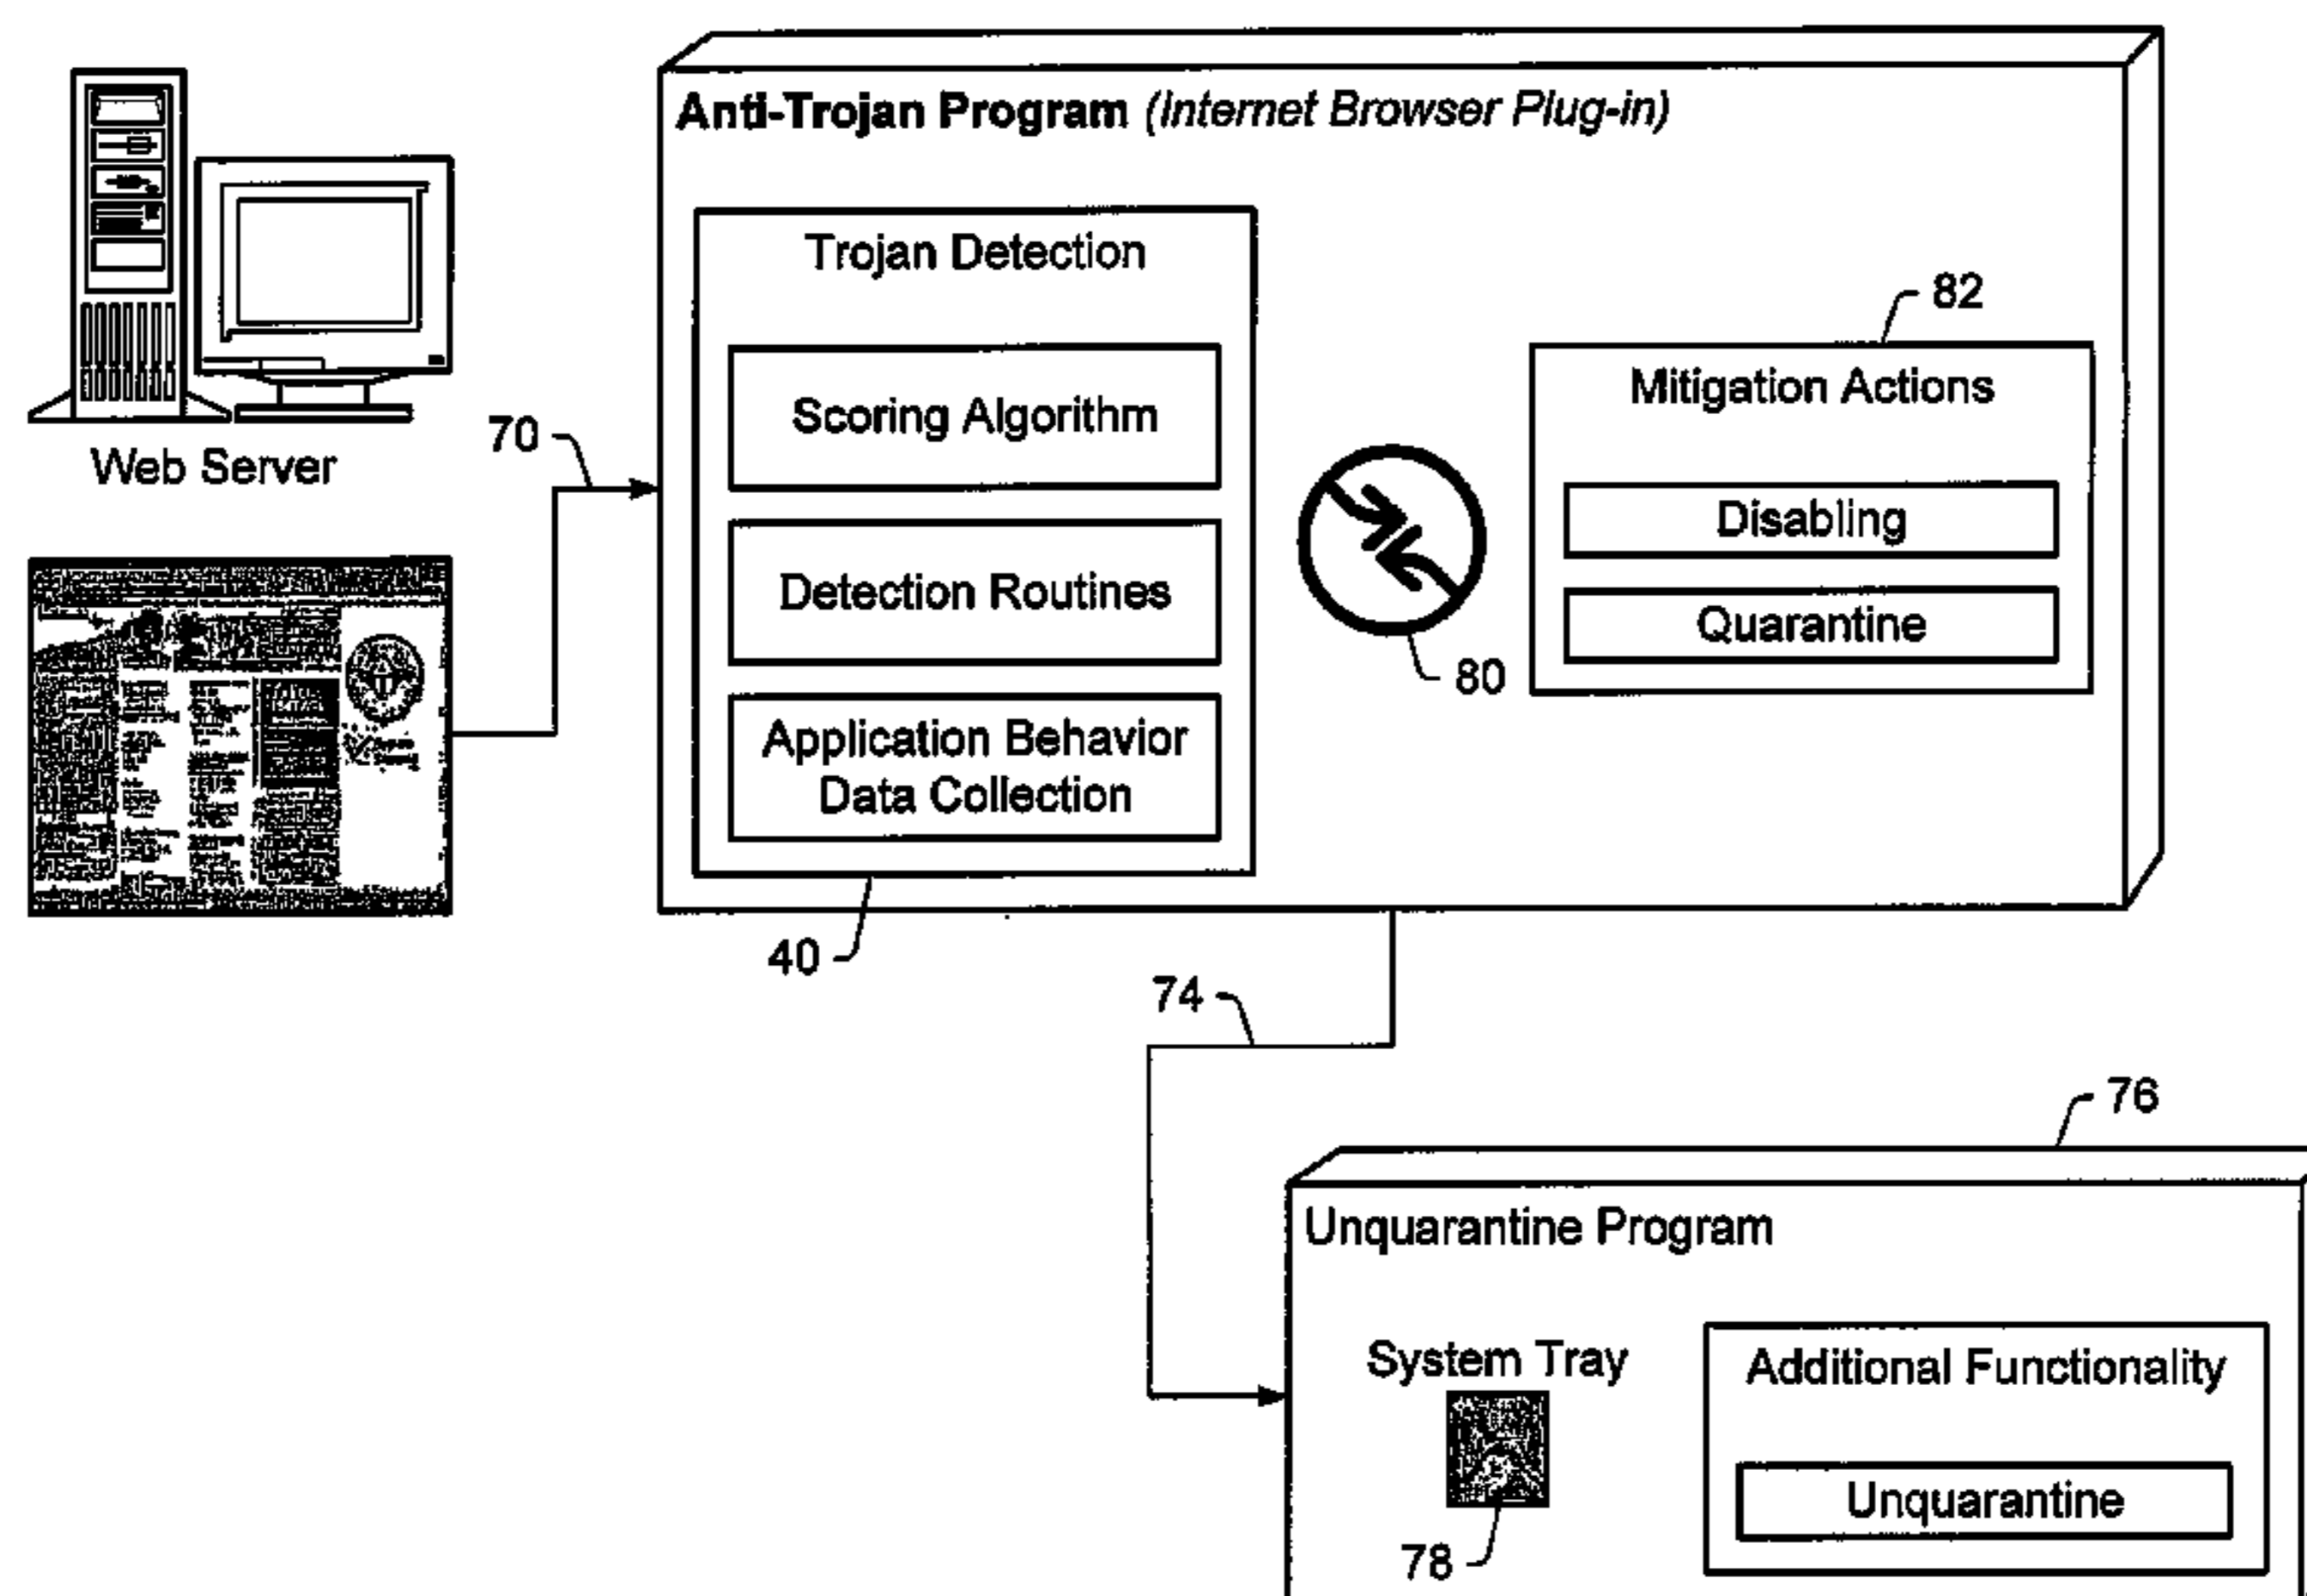 Anti-Trojan Program (Internet Browser Plug-in)
Trojan Detection
Scoring Algorithm
Detection Routines
Application Behavior
Data Collection
40
80
82
Mitigation Actions
Disabling
Quarantine
Web Server
70
74
76
Unquarantine Program
System Tray
78
Additional Functionality
Unquarantine